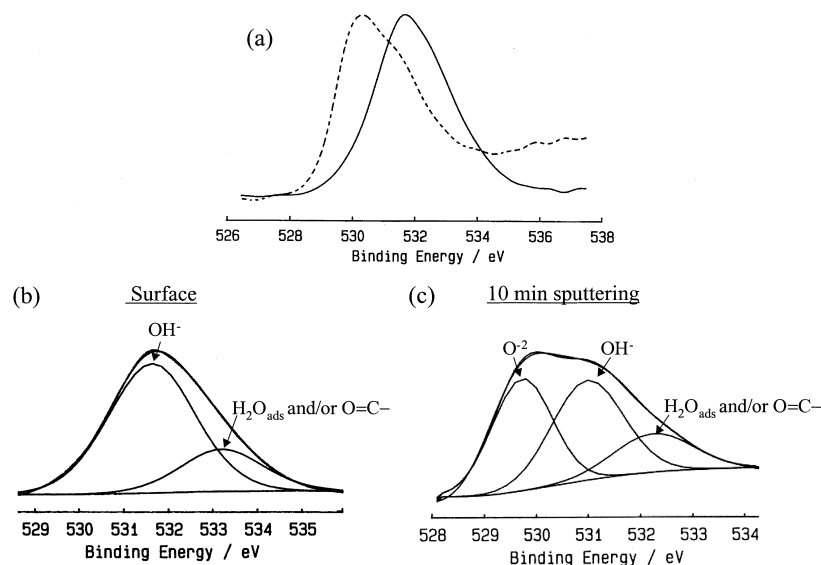 (a)
526 528 530 532 534 536 538
Binding Energy / eV
(b) Surface
OH-
H2Oads and/or O=C–
529 530 531 532 533 534 535
Binding Energy / eV
(c) 10 min sputtering
O-2 OH-
H2Oads and/or O=C–
528 529 530 531 532 533 534
Binding Energy / eV